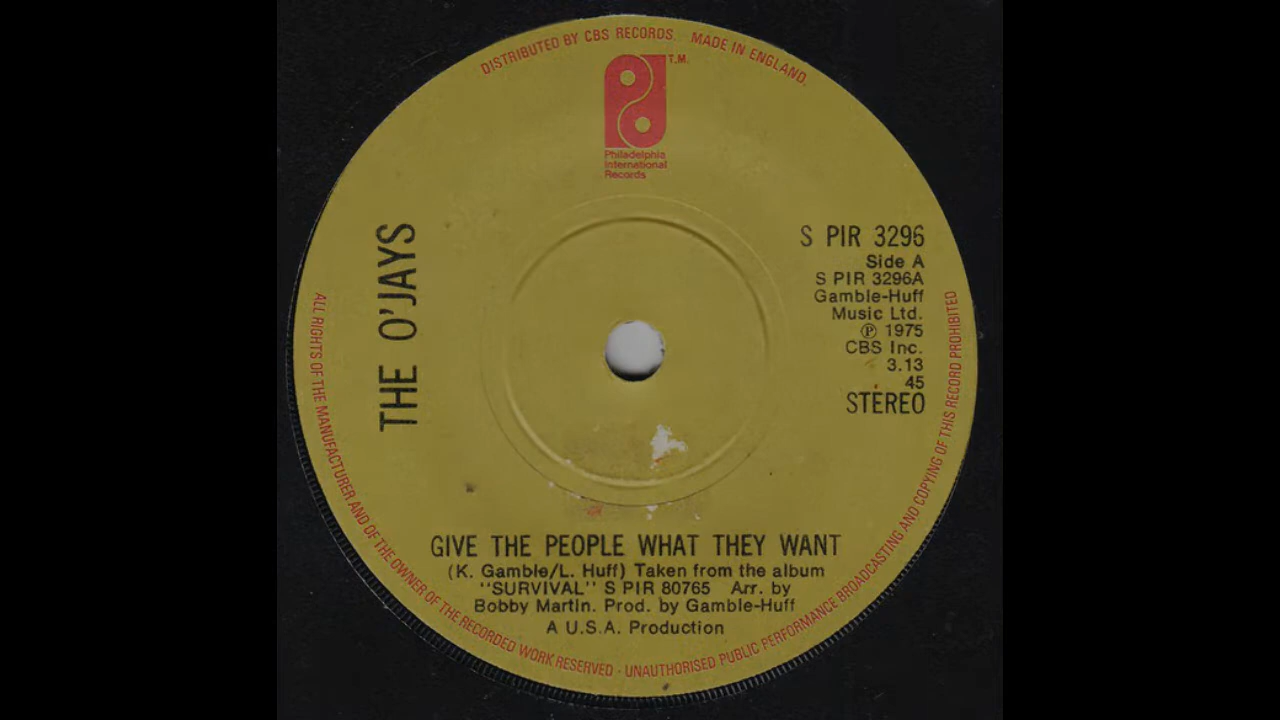 DISTRIBUTED BY CBS RECORDS. MADE IN ENGLAND.
T.M.
Philadelphia
International
Records
THE O'JAYS
S PIR 3296
Side A
S PIR 3296A
Gamble-Huff
Music Ltd.
℗ 1975
CBS Inc.
3.13
45
STEREO
GIVE THE PEOPLE WHAT THEY WANT
(K. Gamble/L. Huff) Taken from the album
"SURVIVAL" S PIR 80765 Arr. by
Bobby Martin. Prod. by Gamble-Huff
A U.S.A. Production
ALL RIGHTS OF THE MANUFACTURER AND OF THE OWNER OF THE RECORDED WORK RESERVED - UNAUTHORISED PUBLIC PERFORMANCE BROADCASTING AND COPYING OF THIS RECORD PROHIBITED